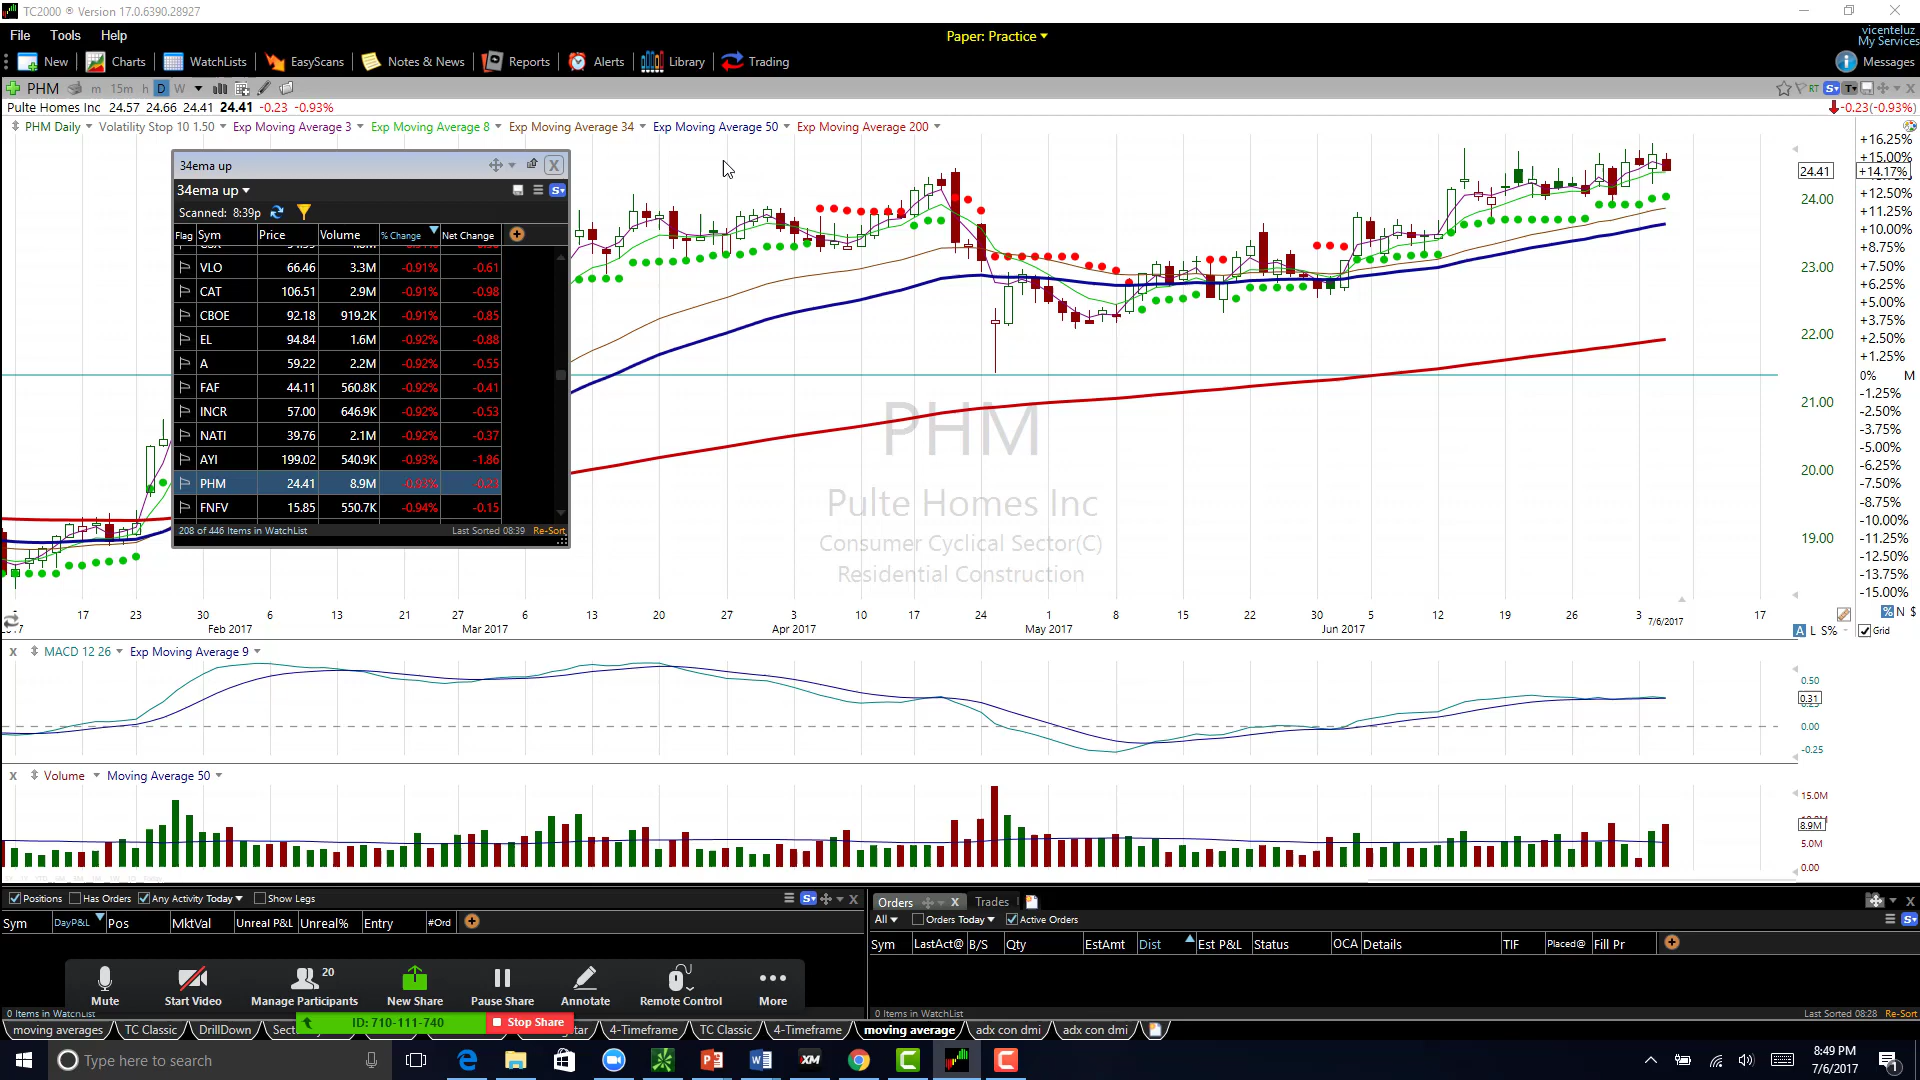 TC2000 ® Version 17.0.6390.28927
File Tools Help
Paper: Practice
vicenteluz
My Services
New Charts WatchLists EasyScans Notes & News Reports Alerts Library Trading Messages
PHM m 15m h D W
RT S T
Pulte Homes Inc 24.57 24.66 24.41 24.41 -0.23 -0.93%
-0.23(-0.93%)
PHM Daily Volatility Stop 10 1.50 Exp Moving Average 3 Exp Moving Average 8 Exp Moving Average 34 Exp Moving Average 50 Exp Moving Average 200
34ema up
X
34ema up
S
Scanned: 8:39p
Flag Sym Price Volume % Change Net Change
VLO 66.46 3.3M -0.91% -0.61
CAT 106.51 2.9M -0.91% -0.98
CBOE 92.18 919.2K -0.91% -0.85
EL 94.84 1.6M -0.92% -0.88
A 59.22 2.2M -0.92% -0.55
FAF 44.11 560.8K -0.92% -0.41
INCR 57.00 646.9K -0.92% -0.53
NATI 39.76 2.1M -0.92% -0.37
AYI 199.02 540.9K -0.93% -1.86
PHM 24.41 8.9M -0.93% -0.23
FNFV 15.85 550.7K -0.94% -0.15
208 of 446 Items in WatchList Last Sorted 08:39 Re-Sort
PHM
Pulte Homes Inc
Consumer Cyclical Sector(C)
Residential Construction
24.41
24.00
23.00
22.00
21.00
20.00
19.00
+16.25%
+15.00%
+14.17%
+12.50%
+11.25%
+10.00%
+8.75%
+7.50%
+6.25%
+5.00%
+3.75%
+2.50%
+1.25%
0% M
-1.25%
-2.50%
-3.75%
-5.00%
-6.25%
-7.50%
-8.75%
-10.00%
-11.25%
-12.50%
-13.75%
-15.00%
% N $
A L S% Grid
17 23 30 6 13 21 27 6 13 20 27 3 10 17 24 1 8 15 22 30 5 12 19 26 3 17
Feb 2017 Mar 2017 Apr 2017 May 2017 Jun 2017 7/6/2017
X MACD 12 26 Exp Moving Average 9
0.50
0.31
0.00
-0.25
X Volume Moving Average 50
15.0M
8.9M
5.0M
0.00
Positions Has Orders Any Activity Today Show Legs S X
Sym DayP&L Pos MktVal Unreal P&L Unreal% Entry #Ord
Orders X Trades
All Orders Today Active Orders S
Sym LastAct@ B/S Qty EstAmt Dist Est P&L Status OCA Details TIF Placed@ Fill Pr
Mute Start Video Manage Participants 20 New Share Pause Share Annotate Remote Control More
0 Items in WatchList
ID: 710-111-740 Stop Share
0 Items in WatchList Last Sorted 08:28 Re-Sort
moving averages TC Classic DrillDown 4-Timeframe TC Classic 4-Timeframe moving average adx con dmi adx con dmi
Type here to search
XM
8:49 PM
7/6/2017
1